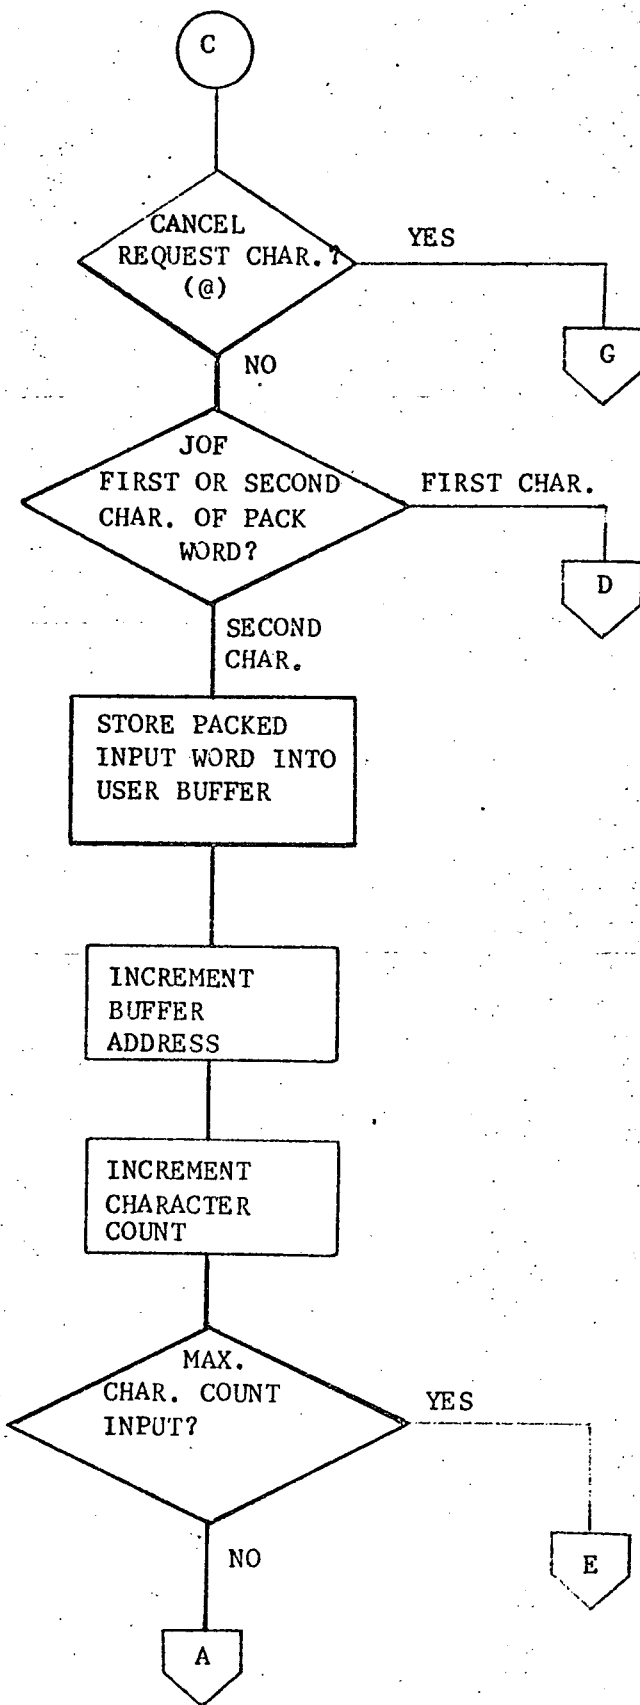 C
CANCEL
REQUEST CHAR.?
(@)
YES
G
NO
JOF
FIRST OR SECOND
CHAR. OF PACK
WORD?
FIRST CHAR.
D
SECOND
CHAR.
STORE PACKED
INPUT WORD INTO
USER BUFFER
INCREMENT
BUFFER
ADDRESS
INCREMENT
CHARACTER
COUNT
MAX.
CHAR. COUNT
INPUT?
YES
E
NO
A